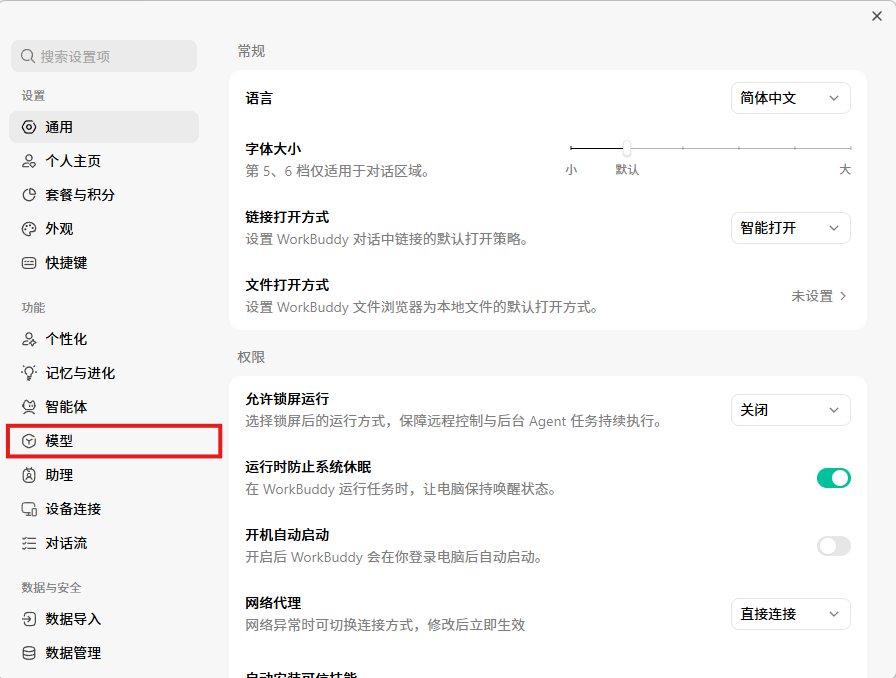 搜索设置项
设置
通用
个人主页
套餐与积分
外观
快捷键
功能
个性化
记忆与进化
智能体
模型
助理
设备连接
对话流
数据与安全
数据导入
数据管理
常规
语言
简体中文
字体大小
第 5、6 档仅适用于对话区域。
小 默认 大
链接打开方式
设置 WorkBuddy 对话中链接的默认打开策略。
智能打开
文件打开方式
设置 WorkBuddy 文件浏览器为本地文件的默认打开方式。
未设置
权限
允许锁屏运行
选择锁屏后的运行方式，保障远程控制与后台 Agent 任务持续执行。
关闭
运行时防止系统休眠
在 WorkBuddy 运行任务时，让电脑保持唤醒状态。
开机自动启动
开启后 WorkBuddy 会在你登录电脑后自动启动。
网络代理
网络异常时可切换连接方式，修改后立即生效
直接连接
自动安装可信技能